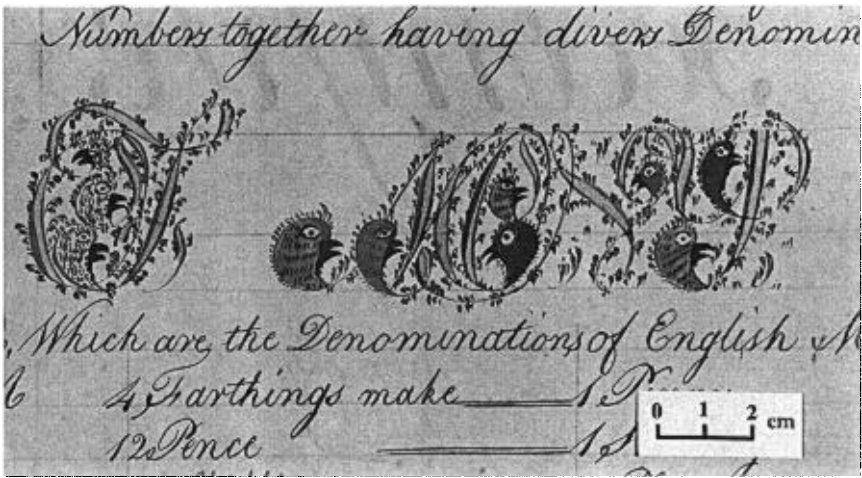 Numbers together having divers Denomin
Which are the Denominations of English M
4 Farthings make 1
12 Pence 1
0 1 2 cm